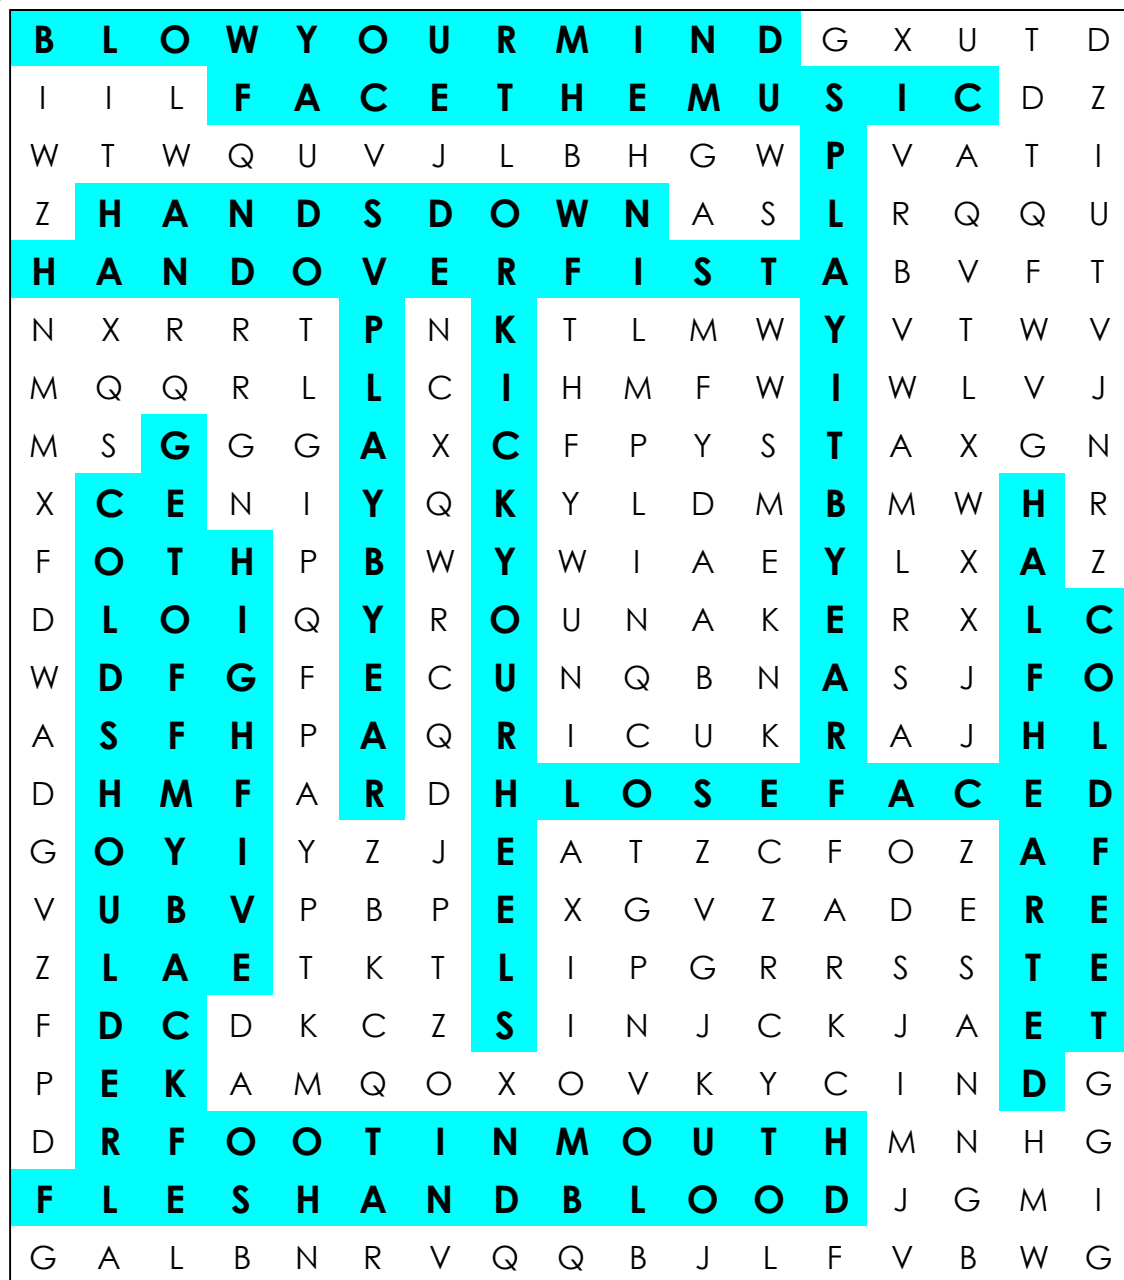 B L O W Y O U R M I N D G X U T D
I I L F A C E T H E M U S I C D Z
W T W Q U V J L B H G W P V A T I
Z H A N D S D O W N A S L R Q Q U
H A N D O V E R F I S T A B V F T
N X R R T P N K T L M W Y V T W V
M Q Q R L L C I H M F W I W L V J
M S G G G A X C F P Y S T A X G N
X C E N I Y Q K Y L D M B M W H R
F O T H P B W Y W I A E Y L X A Z
D L O I Q Y R O U N A K E R X L C
W D F G F E C U N Q B N A S J F O
A S F H P A Q R I C U K R A J H L
D H M F A R D H L O S E F A C E D
G O Y I Y Z J E A T Z C F O Z A F
V U B V P B P E X G V Z A D E R E
Z L A E T K T L I P G R R S S T E
F D C D K C Z S I N J C K J A E T
P E K A M Q O X O V K Y C I N D G
D R F O O T I N M O U T H M N H G
F L E S H A N D B L O O D J G M I
G A L B N R V Q Q B J L F V B W G